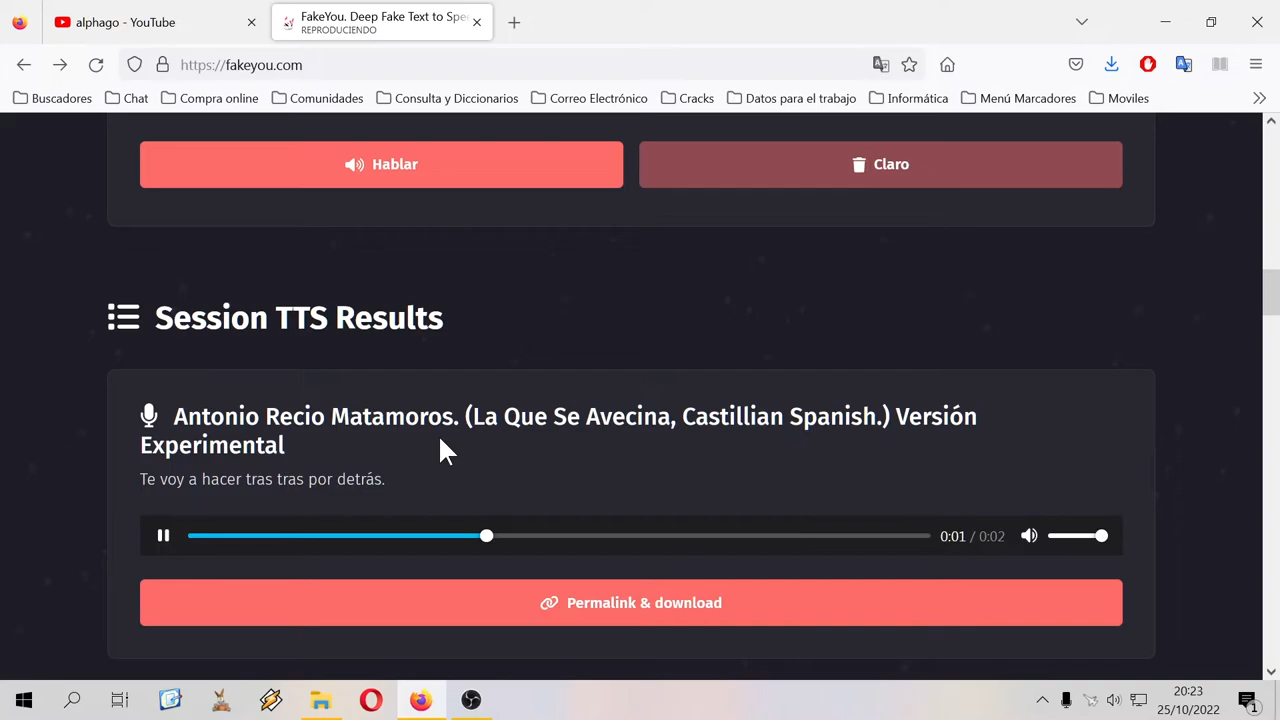 alphago - YouTube
FakeYou. Deep Fake Text to Spe
REPRODUCIENDO
https://fakeyou.com
Buscadores
Chat
Compra online
Comunidades
Consulta y Diccionarios
Correo Electrónico
Cracks
Datos para el trabajo
Informática
Menú Marcadores
Moviles
Hablar
Claro
Session TTS Results
Antonio Recio Matamoros. (La Que Se Avecina, Castillian Spanish.) Versión
Experimental
Te voy a hacer tras tras por detrás.
0:01 / 0:02
Permalink & download
20:23
25/10/2022
1